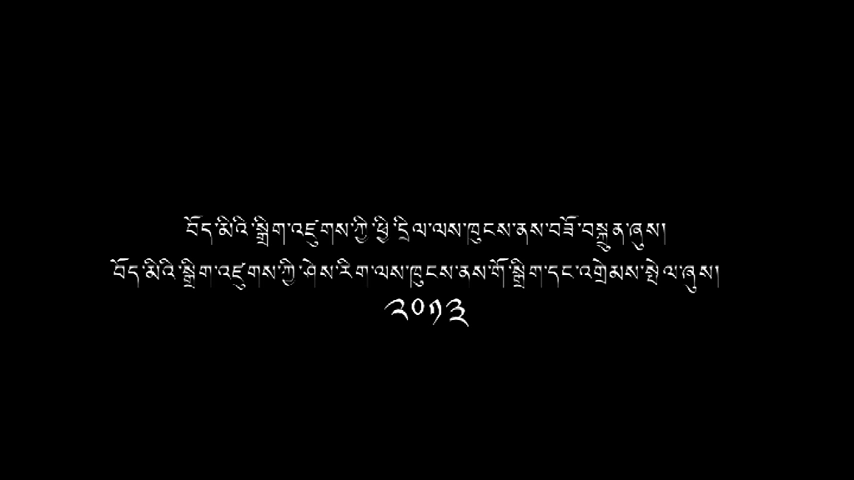 བོད་མིའི་སྒྲིག་འཛུགས་ཀྱི་ཕྱི་དྲིལ་ལས་ཁུངས་ནས་བཟོ་བསྐྲུན་ཞུས།
བོད་མིའི་སྒྲིག་འཛུགས་ཀྱི་ཤེས་རིག་ལས་ཁུངས་ནས་གོ་སྒྲིག་དང་འགྲེམས་སྤེལ་ཞུས།
༢༠༡༣